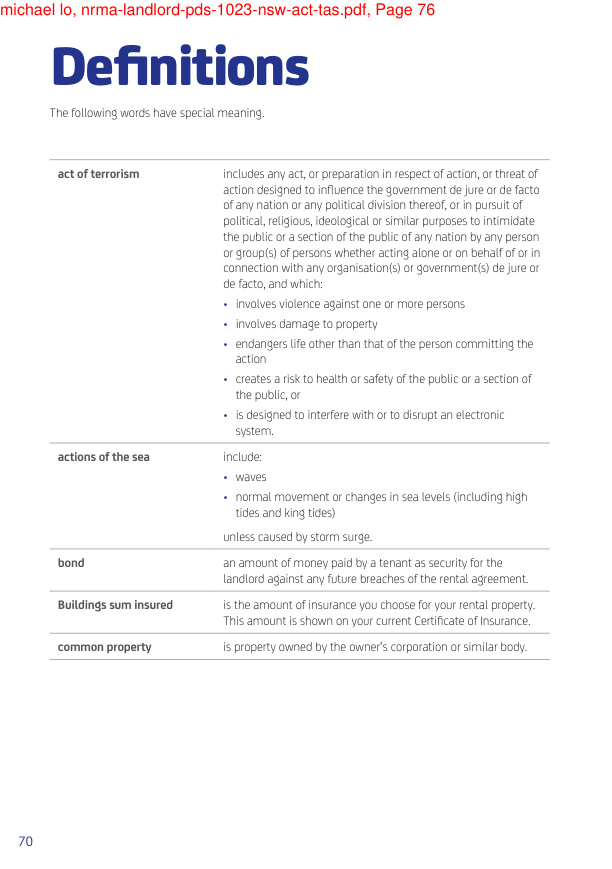 michael lo, nrma-landlord-pds-1023-nsw-act-tas.pdf, Page 76
Definitions
The following words have special meaning.
act of terrorism
includes any act, or preparation in respect of action, or threat of
action designed to influence the government de jure or de facto
of any nation or any political division thereof, or in pursuit of
political, religious, ideological or similar purposes to intimidate
the public or a section of the public of any nation by any person
or group(s) of persons whether acting alone or on behalf of or in
connection with any organisation(s) or government(s) de jure or
de facto, and which:
• involves violence against one or more persons
• involves damage to property
• endangers life other than that of the person committing the
action
• creates a risk to health or safety of the public or a section of
the public, or
• is designed to interfere with or to disrupt an electronic
system.
actions of the sea
include:
• waves
• normal movement or changes in sea levels (including high
tides and king tides)
unless caused by storm surge.
bond
an amount of money paid by a tenant as security for the
landlord against any future breaches of the rental agreement.
Buildings sum insured
is the amount of insurance you choose for your rental property.
This amount is shown on your current Certificate of Insurance.
common property
is property owned by the owner's corporation or similar body.
70